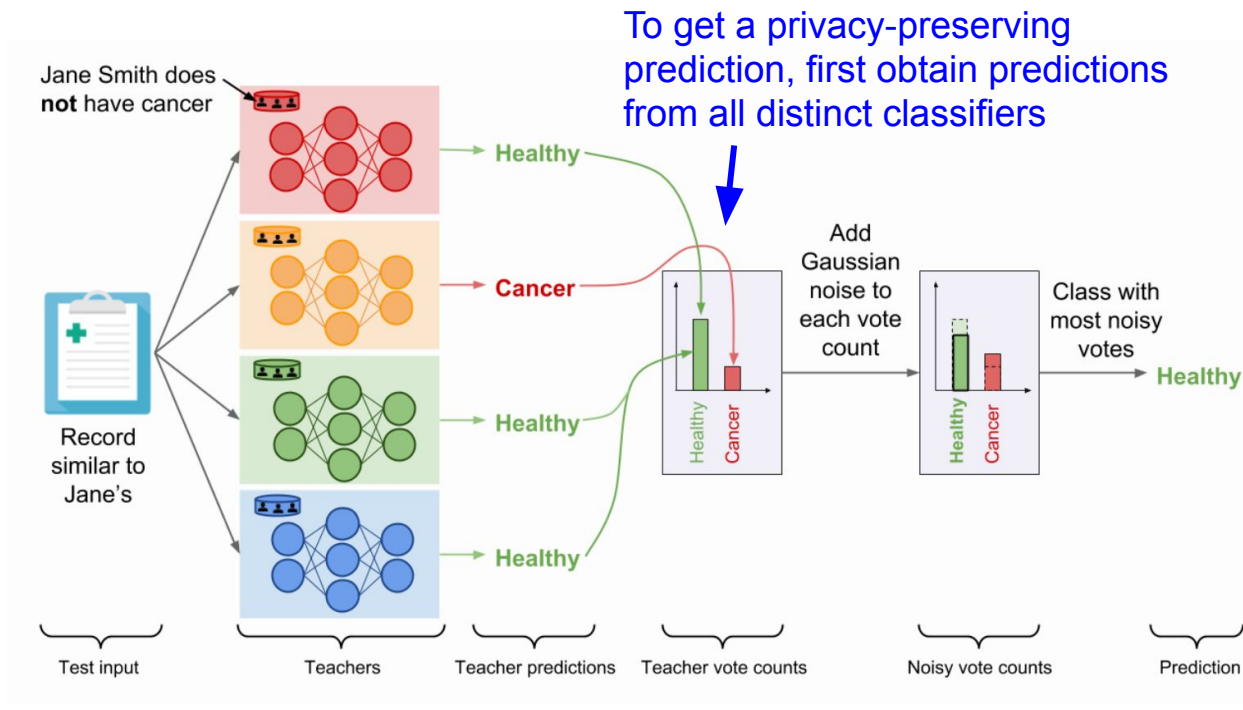 To get a privacy-preserving
prediction, first obtain predictions
from all distinct classifiers
Jane Smith does
not have cancer
Healthy
Cancer
Healthy
Healthy
Record
similar to
Jane's
Healthy
Cancer
Add
Gaussian
noise to
each vote
count
Healthy
Cancer
Class with
most noisy
votes
Healthy
Test input
Teachers
Teacher predictions
Teacher vote counts
Noisy vote counts
Prediction